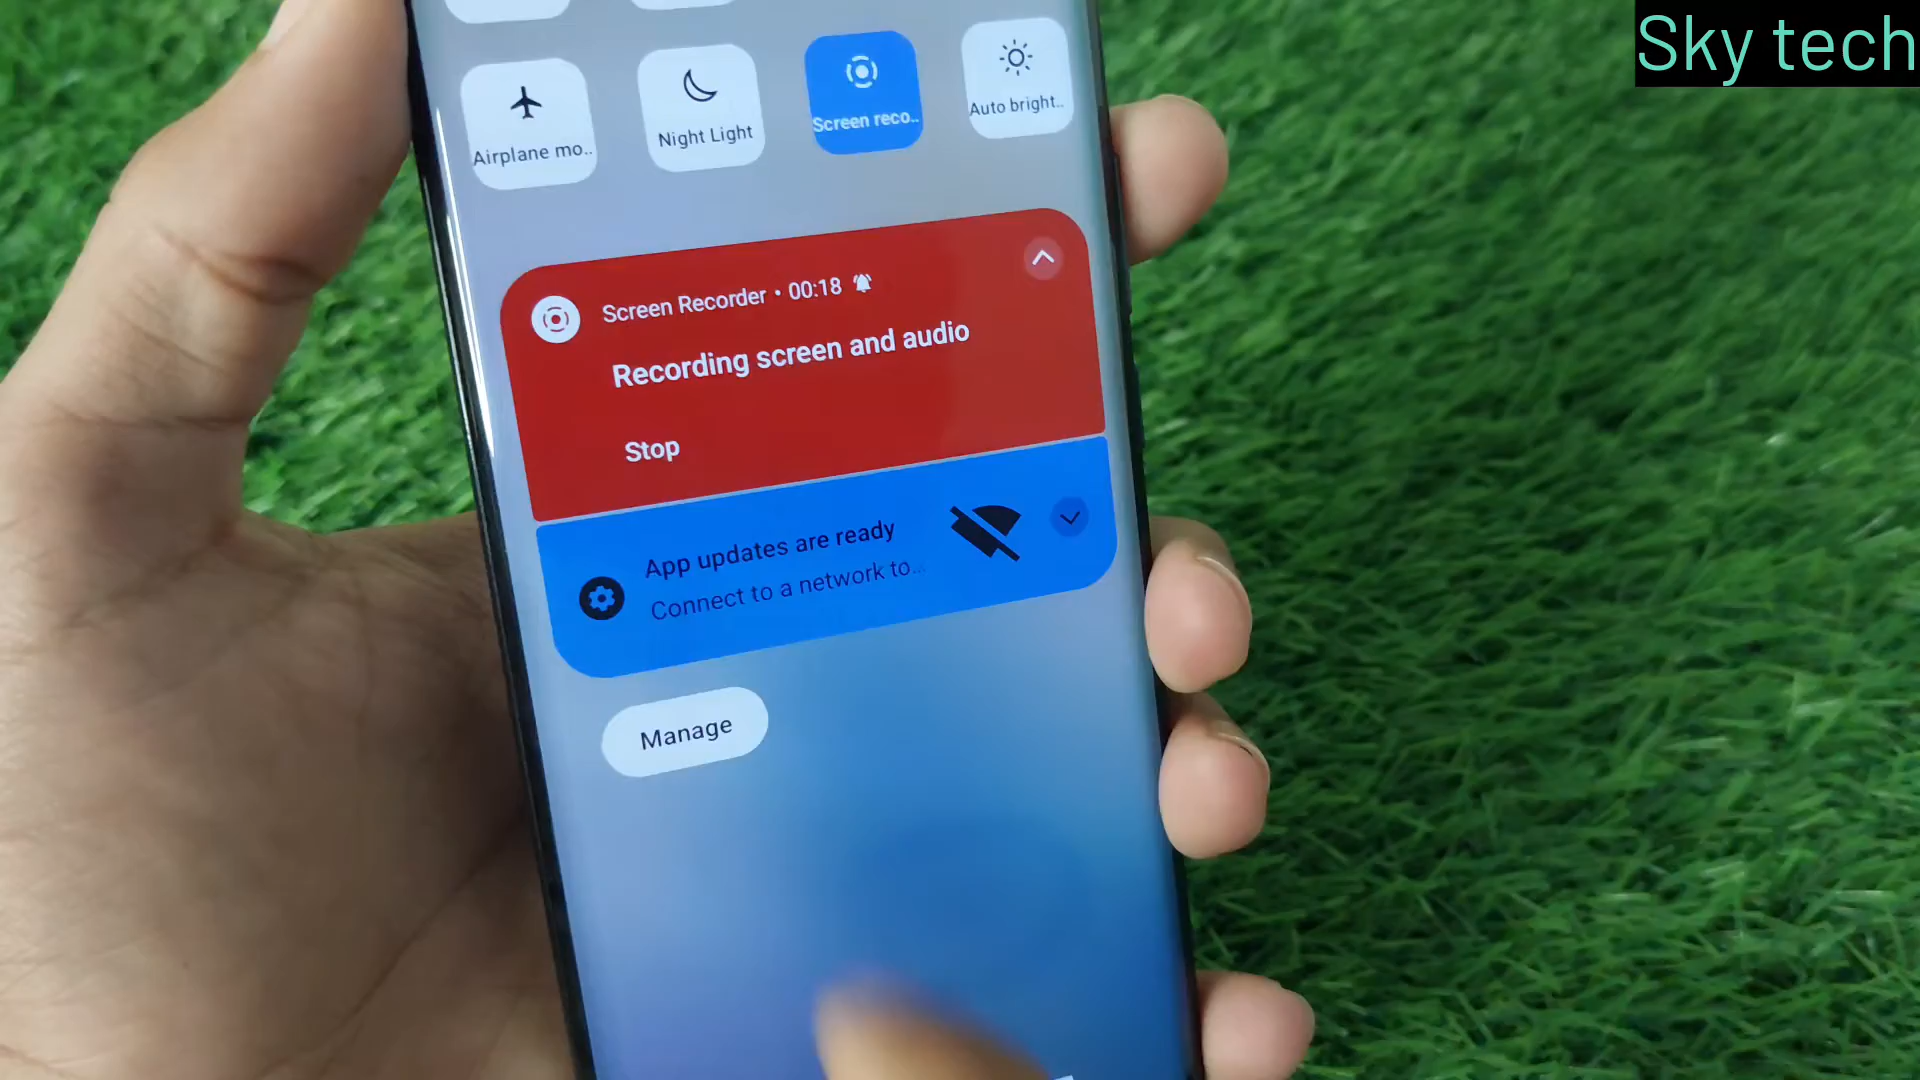 Sky tech
Airplane mo..
Night Light
Screen reco..
Auto bright..
Screen Recorder • 00:18
Recording screen and audio
Stop
App updates are ready
Connect to a network to...
Manage